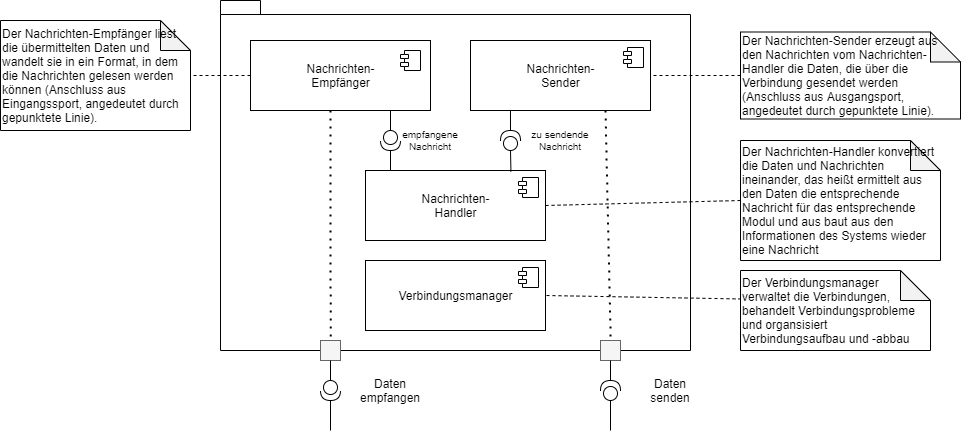 Der Nachrichten-Empfänger liest
die übermittelten Daten und
wandelt sie in ein Format, in dem
die Nachrichten gelesen werden
können (Anschluss aus
Eingangssport, angedeutet durch
gepunktete Linie).
Nachrichten-
Empfänger
Nachrichten-
Sender
Der Nachrichten-Sender erzeugt aus
den Nachrichten vom Nachrichten-
Handler die Daten, die über die
Verbindung gesendet werden
(Anschluss aus Ausgangsport,
angedeutet durch gepunktete Linie).
empfangene
Nachricht
zu sendende
Nachricht
Nachrichten-
Handler
Der Nachrichten-Handler konvertiert
die Daten und Nachrichten
ineinander, das heißt ermittelt aus
den Daten die entsprechende
Nachricht für das entsprechende
Modul und aus baut aus den
Informationen des Systems wieder
eine Nachricht
Verbindungsmanager
Der Verbindungsmanager
verwaltet die Verbindungen,
behandelt Verbindungsprobleme
und organsisiert
Verbindungsaufbau und -abbau
Daten
empfangen
Daten
senden